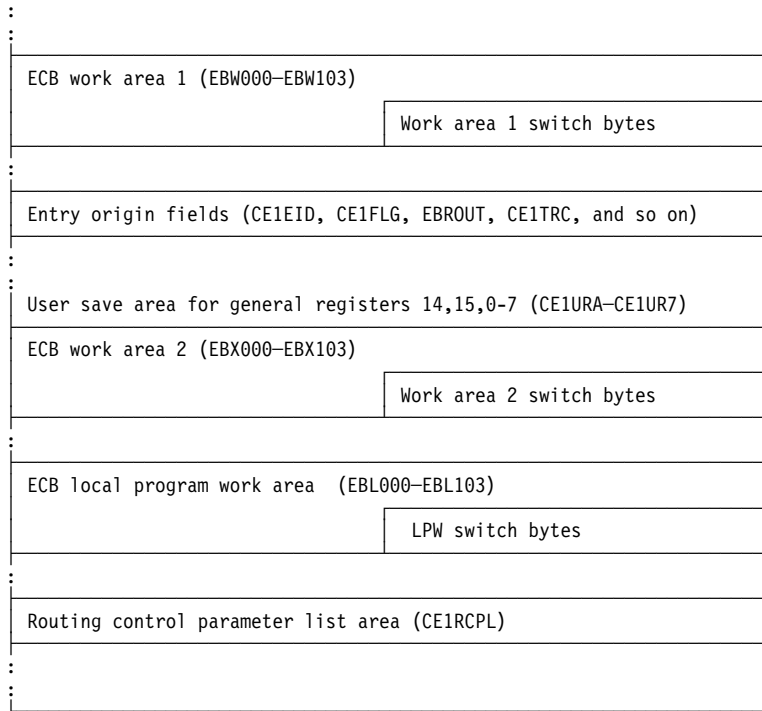 :
:
ECB work area 1 (EBW000—EBW103)
Work area 1 switch bytes
:
Entry origin fields (CE1EID, CE1FLG, EBROUT, CE1TRC, and so on)
:
:
User save area for general registers 14,15,0-7 (CE1URA—CE1UR7)
ECB work area 2 (EBX000—EBX103)
Work area 2 switch bytes
:
ECB local program work area (EBL000—EBL103)
LPW switch bytes
:
Routing control parameter list area (CE1RCPL)
:
: